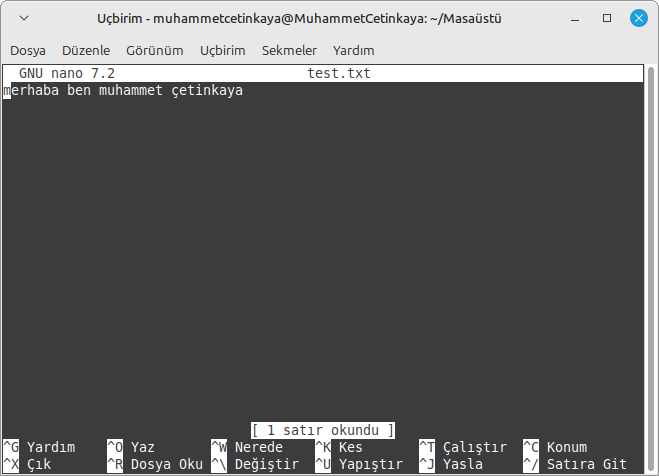 Uçbirim - muhammetcetinkaya@MuhammetCetinkaya: ~/Masaüstü
Dosya Düzenle Görünüm Uçbirim Sekmeler Yardım
GNU nano 7.2 test.txt
merhaba ben muhammet çetinkaya
[ 1 satır okundu ]
^G Yardım ^O Yaz ^W Nerede ^K Kes ^T Çalıştır ^C Konum
^X Çık ^R Dosya Oku ^\ Değiştir ^U Yapıştır ^J Yasla ^/ Satıra Git